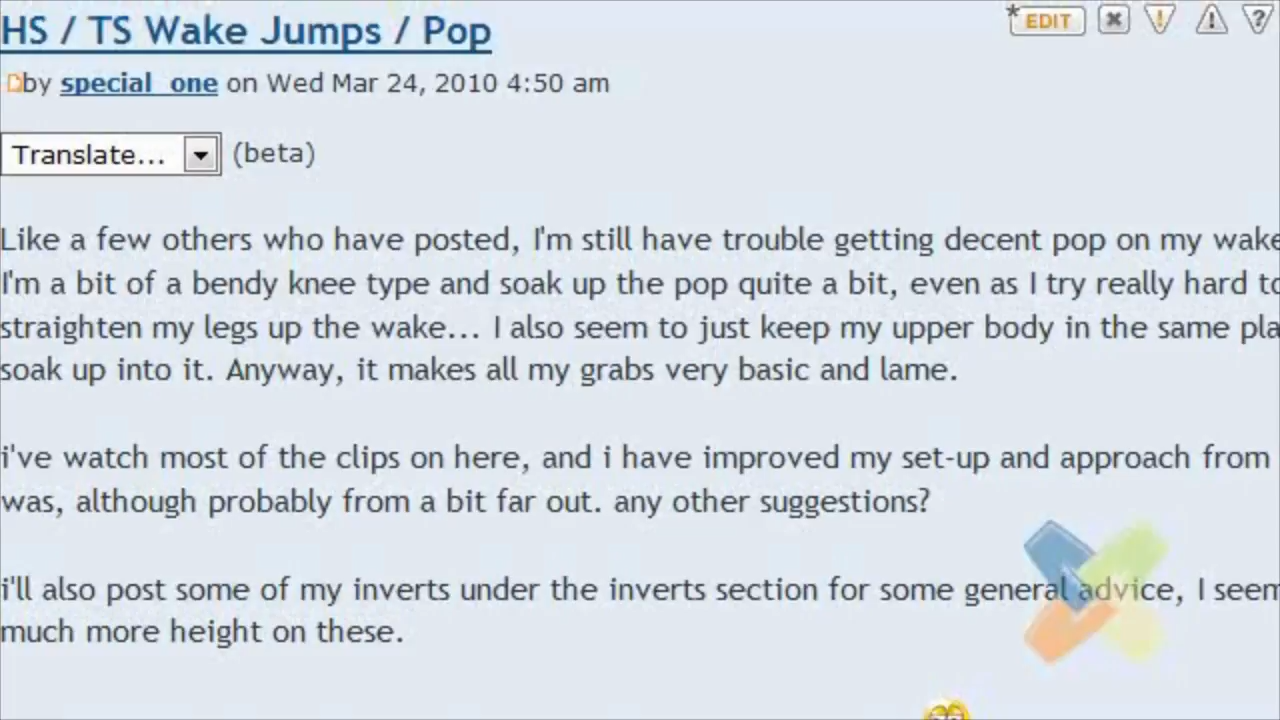 HS / TS Wake Jumps / Pop
EDIT
by special_one on Wed Mar 24, 2010 4:50 am
Translate... (beta)
Like a few others who have posted, I'm still have trouble getting decent pop on my wake
I'm a bit of a bendy knee type and soak up the pop quite a bit, even as I try really hard to
straighten my legs up the wake... I also seem to just keep my upper body in the same pla
soak up into it. Anyway, it makes all my grabs very basic and lame.
i've watch most of the clips on here, and i have improved my set-up and approach from
was, although probably from a bit far out. any other suggestions?
i'll also post some of my inverts under the inverts section for some general advice, I seem
much more height on these.